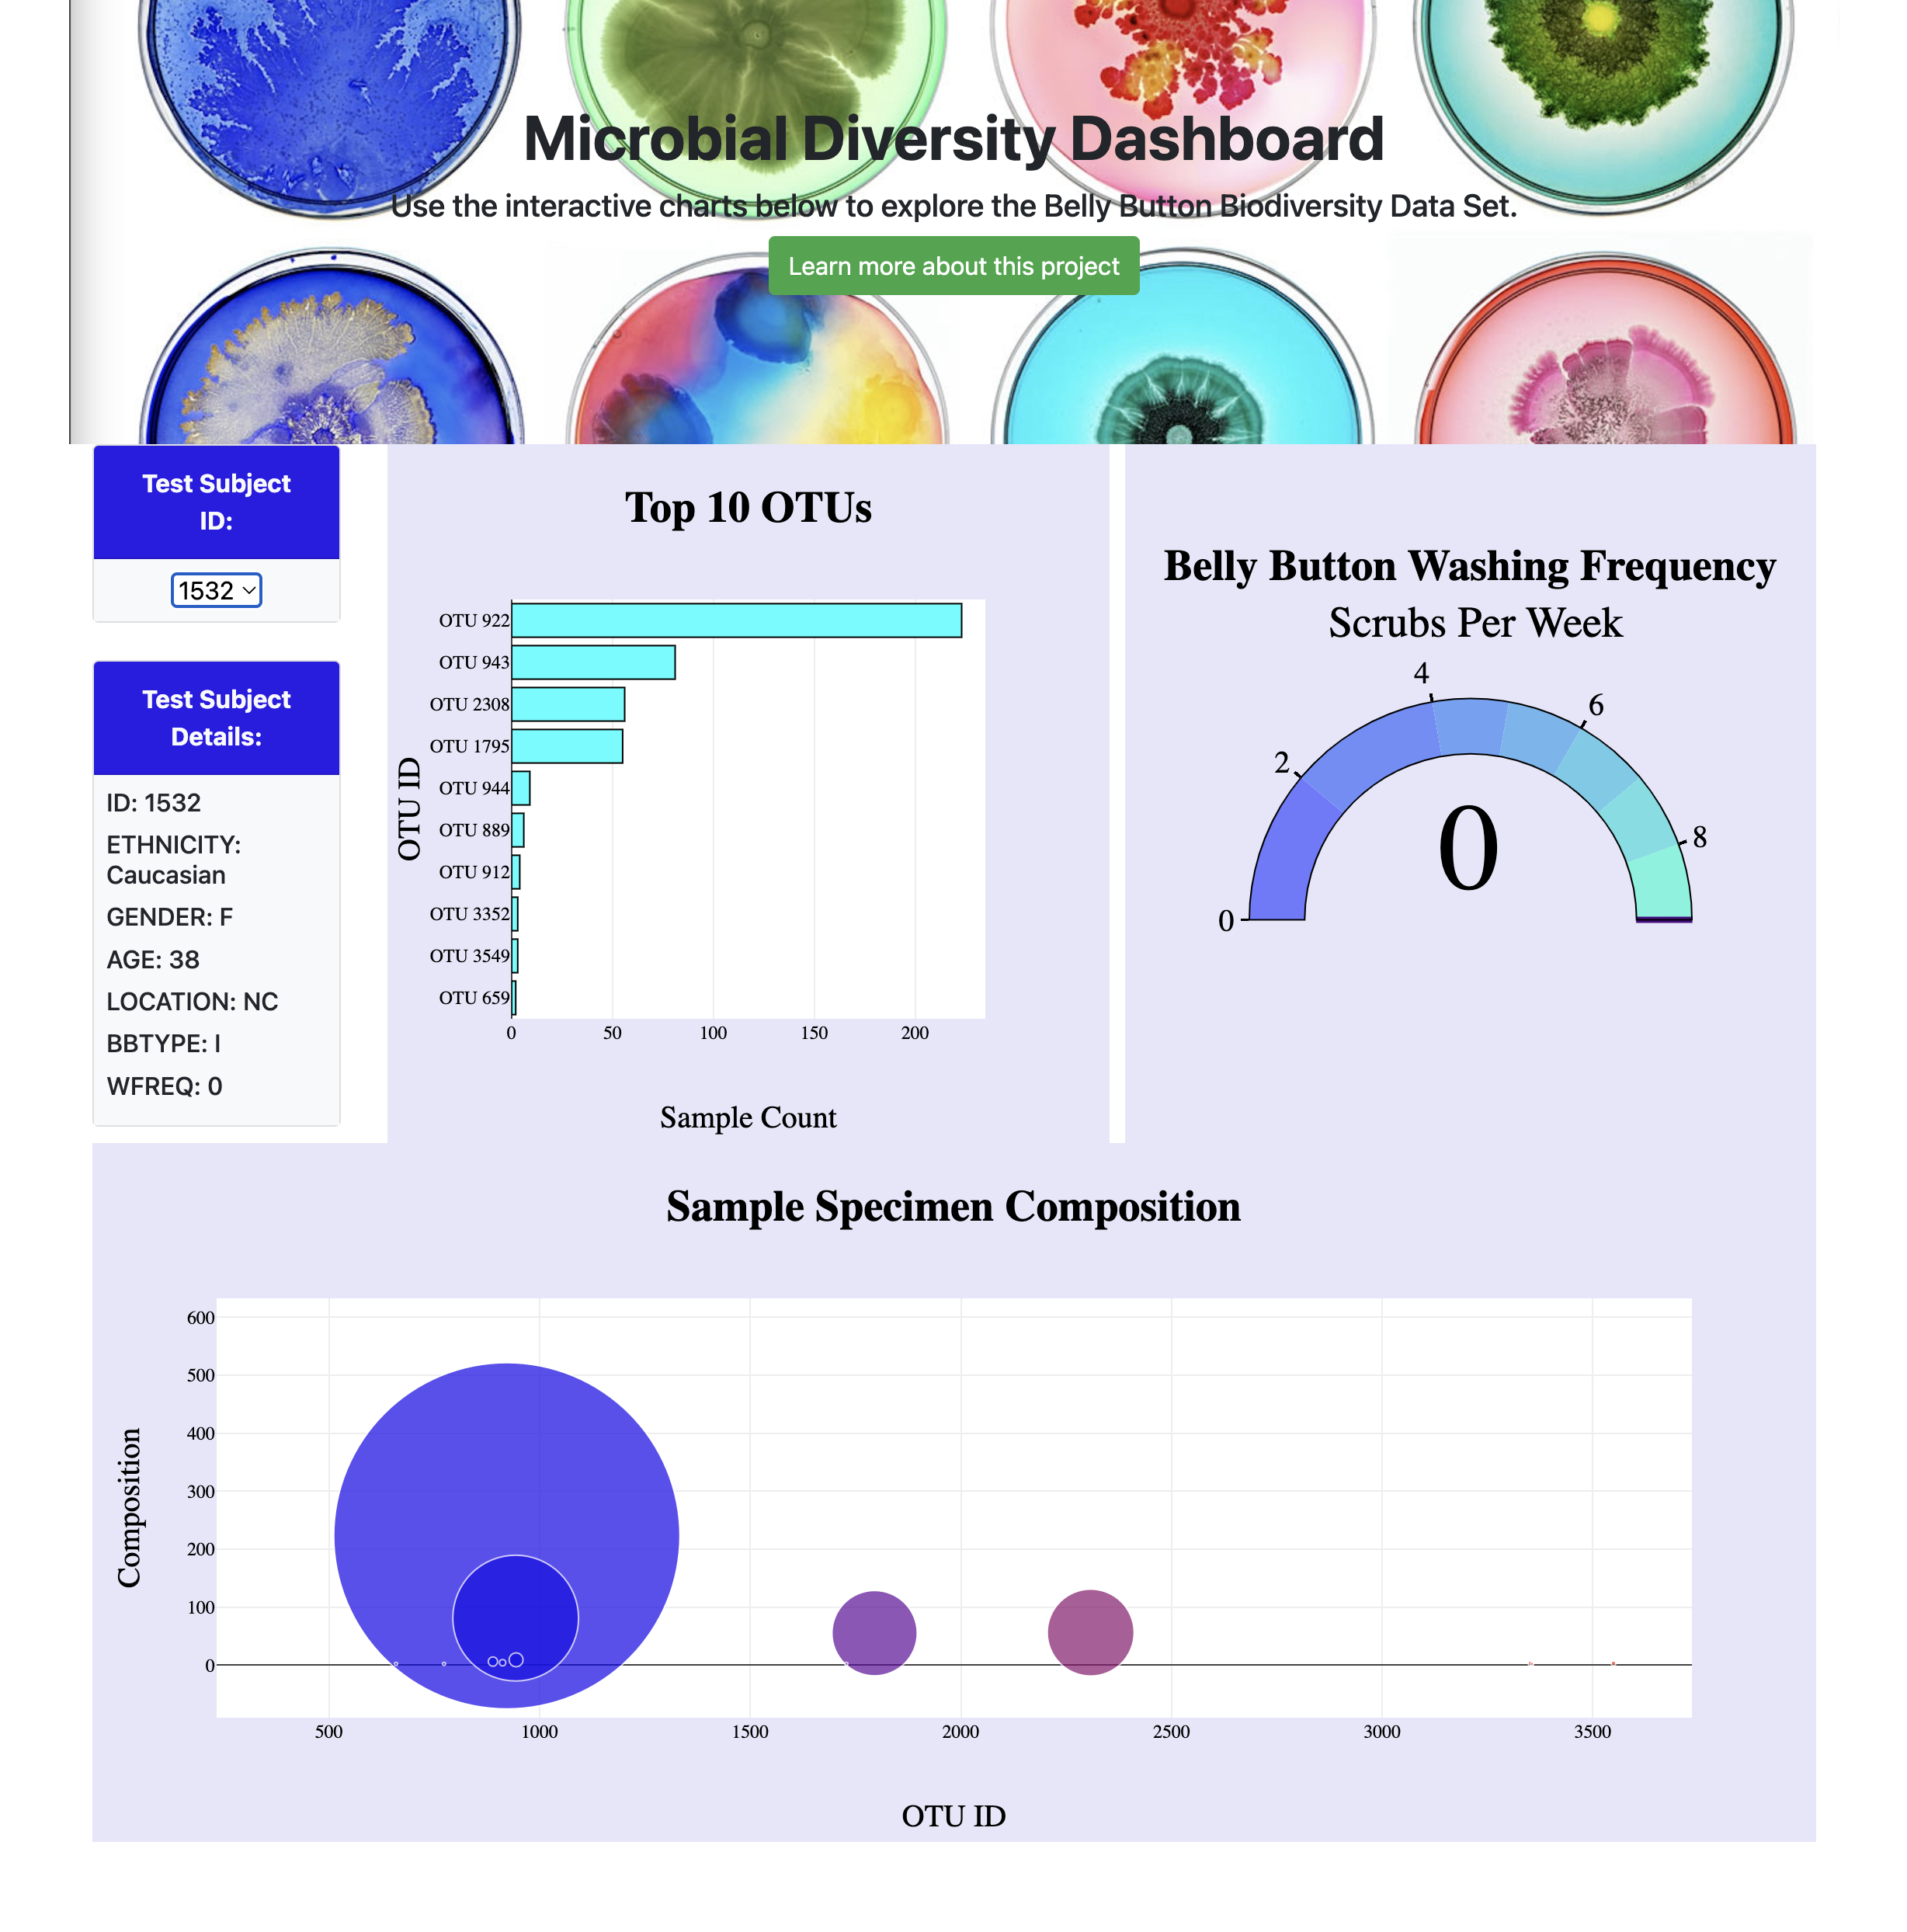 Microbial Diversity Dashboard
Use the interactive charts below to explore the Belly Button Biodiversity Data Set.
Learn more about this project
Test Subject
ID:
1532
Test Subject
Details:
ID: 1532
ETHNICITY:
Caucasian
GENDER: F
AGE: 38
LOCATION: NC
BBTYPE: I
WFREQ: 0
Top 10 OTUs
OTU ID
OTU 922
OTU 943
OTU 2308
OTU 1795
OTU 944
OTU 889
OTU 912
OTU 3352
OTU 3549
OTU 659
0 50 100 150 200
Sample Count
Belly Button Washing Frequency
Scrubs Per Week
0
2
4
6
8
0
Sample Specimen Composition
Composition
600
500
400
300
200
100
0
500 1000 1500 2000 2500 3000 3500
OTU ID